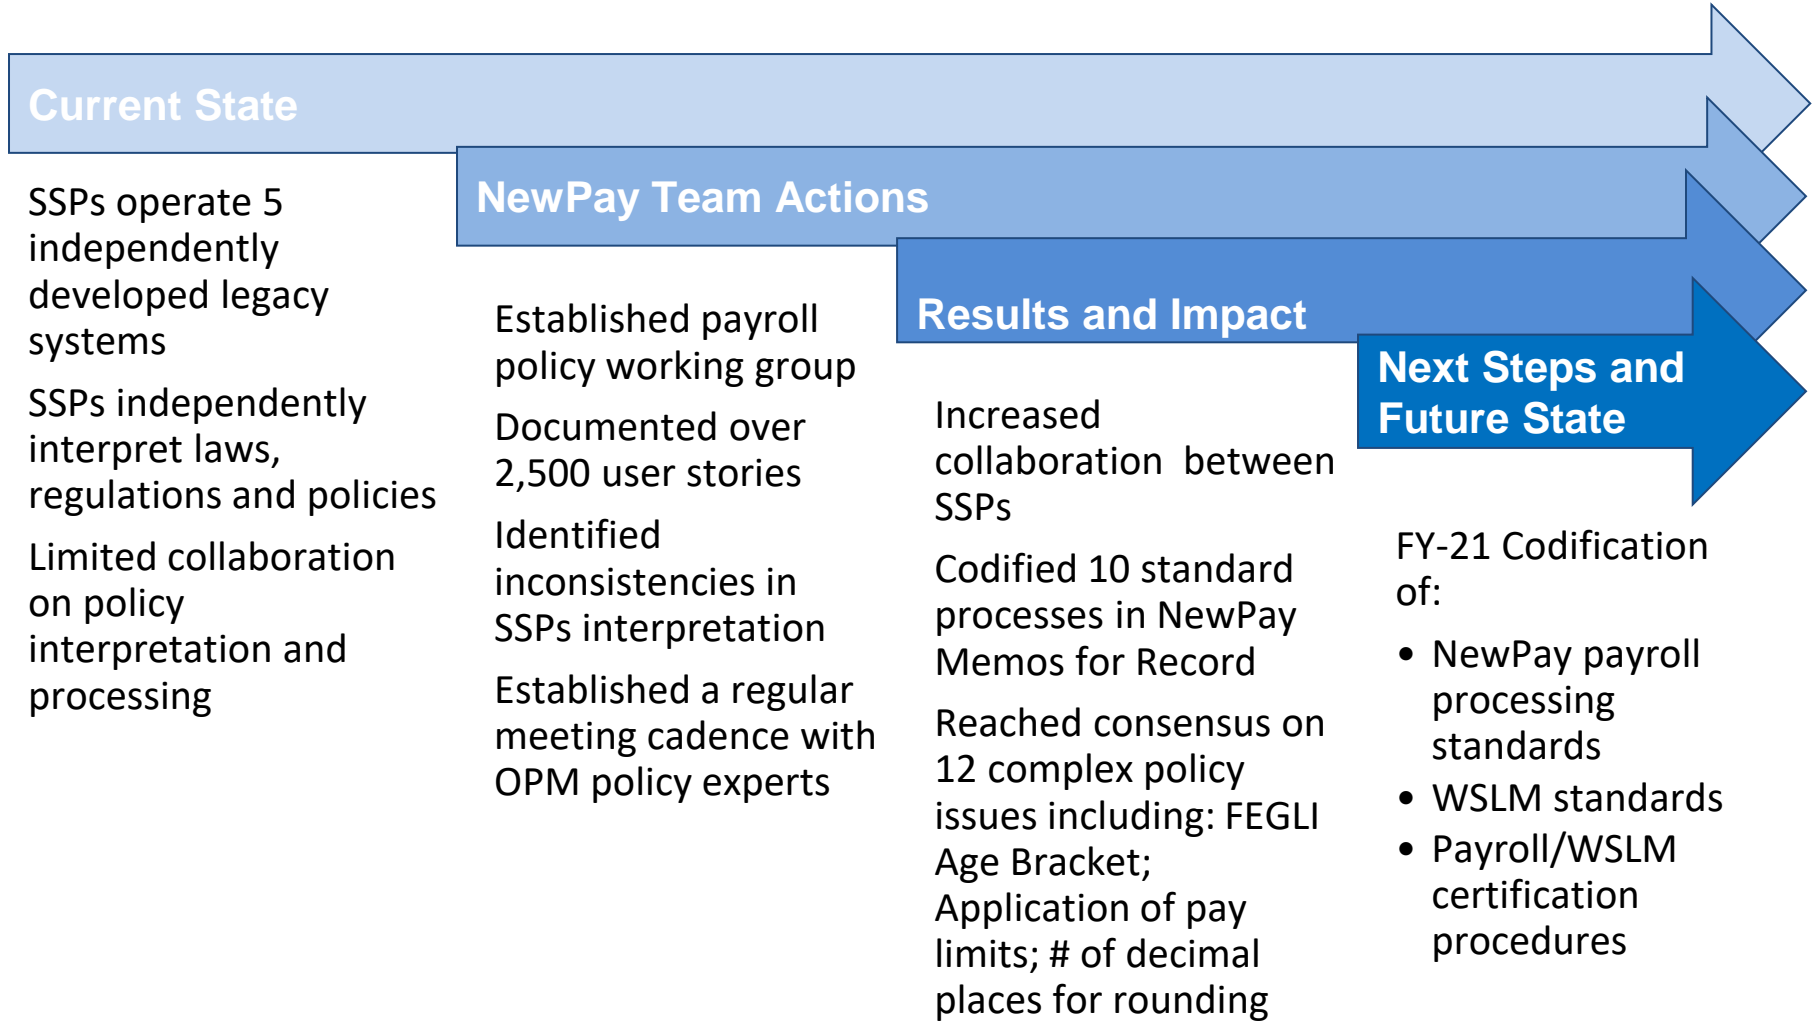 Current State
SSPs operate 5
independently
developed legacy
systems
SSPs independently
interpret laws,
regulations and policies
Limited collaboration
on policy
interpretation and
processing
NewPay Team Actions
Established payroll
policy working group
Documented over
2,500 user stories
Identified
inconsistencies in
SSPs interpretation
Established a regular
meeting cadence with
OPM policy experts
Results and Impact
Increased
collaboration between
SSPs
Codified 10 standard
processes in NewPay
Memos for Record
Reached consensus on
12 complex policy
issues including: FEGLI
Age Bracket;
Application of pay
limits; # of decimal
places for rounding
Next Steps and
Future State
FY-21 Codification
of:
• NewPay payroll
processing
standards
• WSLM standards
• Payroll/WSLM
certification
procedures